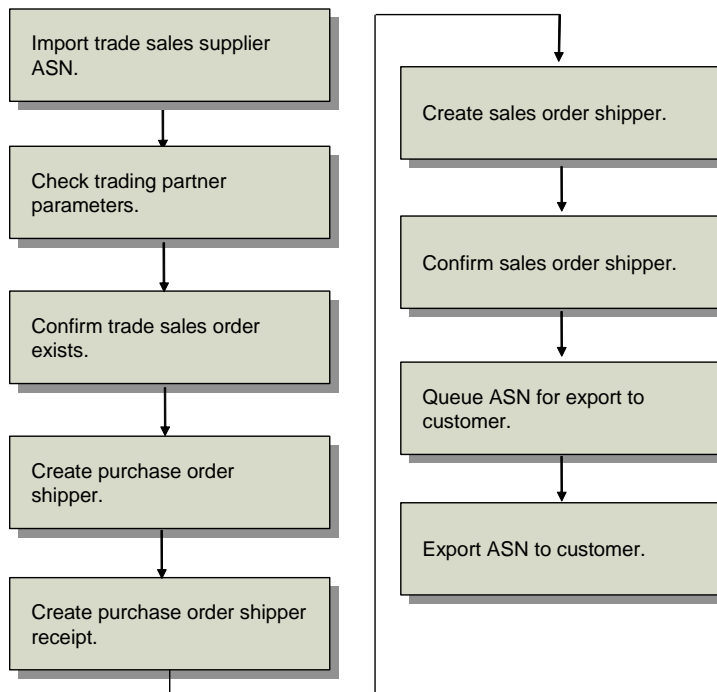 Import trade sales supplier
ASN.
Check trading partner
parameters.
Confirm trade sales order
exists.
Create purchase order
shipper.
Create purchase order shipper
receipt.
Create sales order shipper.
Confirm sales order shipper.
Queue ASN for export to
customer.
Export ASN to customer.